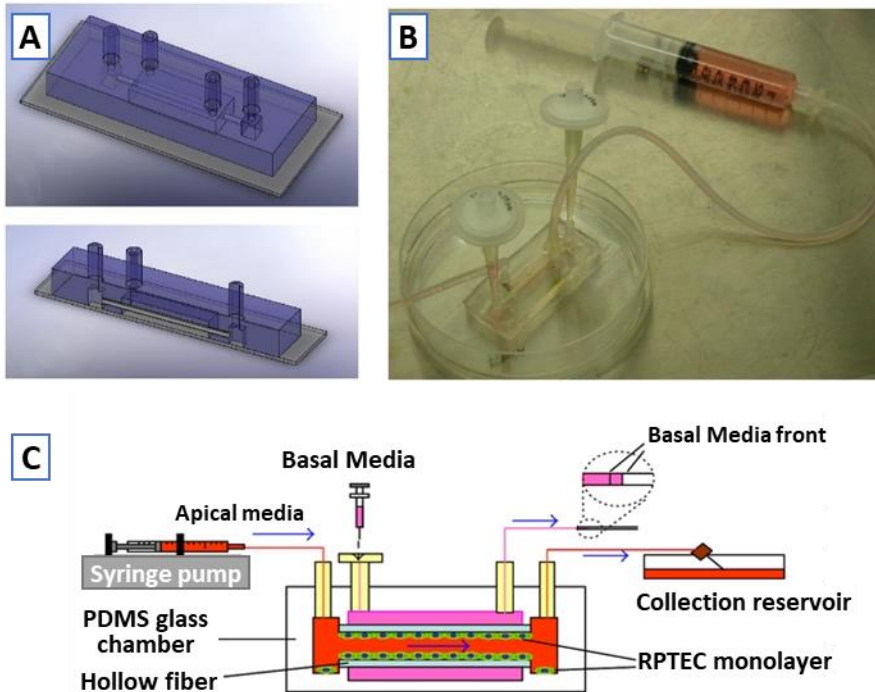 A
B
C
Basal Media
Basal Media front
Apical media
Syringe pump
PDMS glass
chamber
Hollow fiber
Collection reservoir
RPTEC monolayer